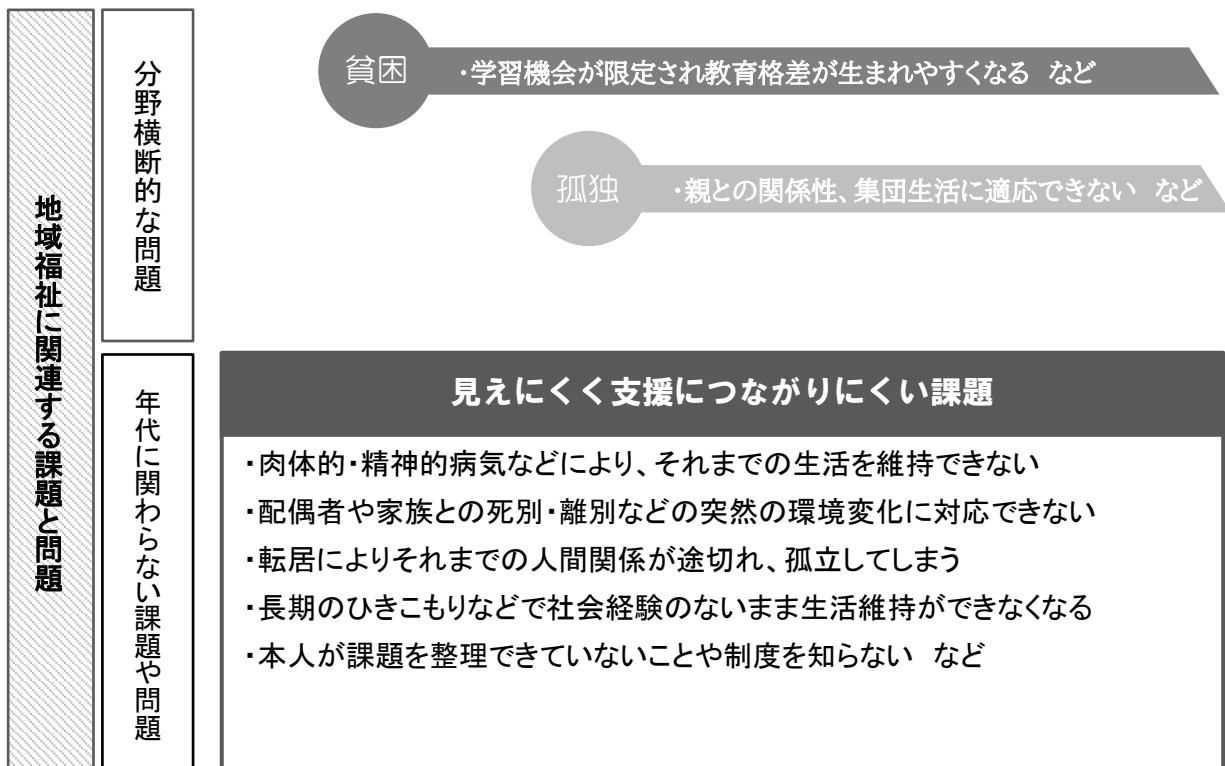 地域福祉に関連する課題と問題
分野横断的な問題
貧困
・学習機会が限定され教育格差が生まれやすくなる　など
孤独
・親との関係性、集団生活に適応できない　など
年代に関わらない課題や問題
見えにくく支援につながりにくい課題
・肉体的・精神的病気などにより、それまでの生活を維持できない
・配偶者や家族との死別・離別などの突然の環境変化に対応できない
・転居によりそれまでの人間関係が途切れ、孤立してしまう
・長期のひきこもりなどで社会経験のないまま生活維持ができなくなる
・本人が課題を整理できていないことや制度を知らない　など